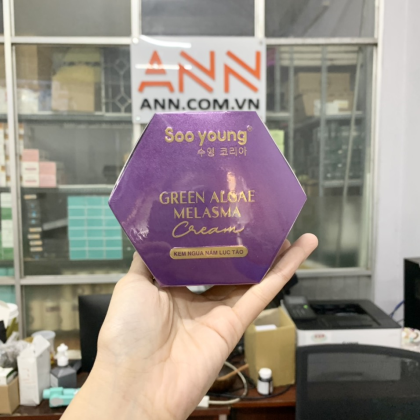 ANN
ANN.COM.VN
Soo young®
수영 코리아
GREEN ALGAE
MELASMA
Cream
KEM NGỪA NÁM LỤC TẢO